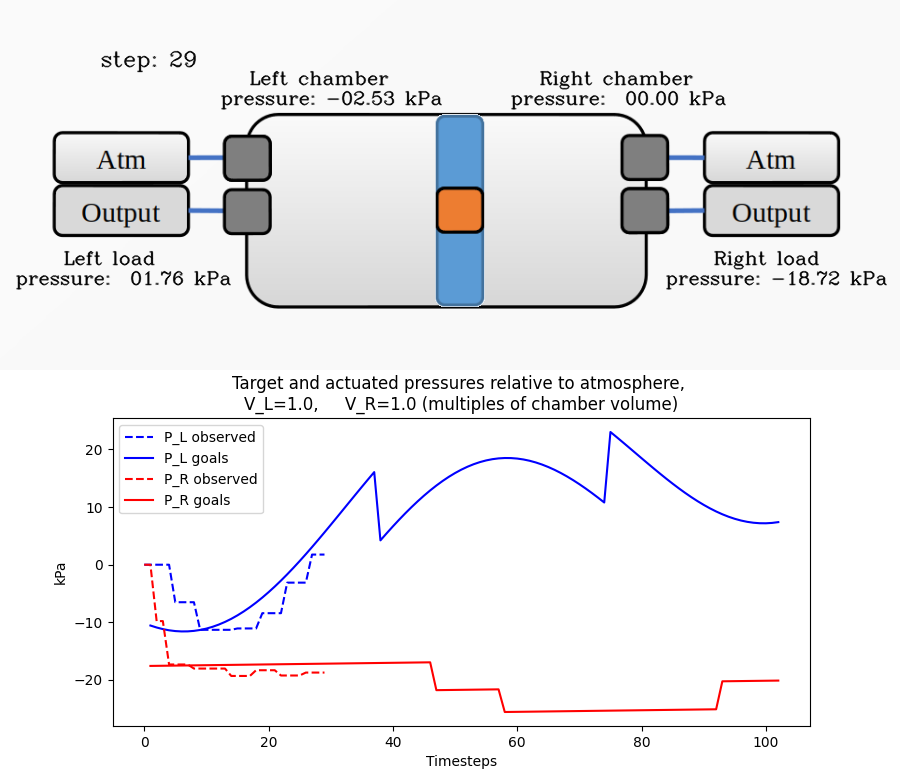 step: 29
Left chamber
pressure: −02.53 kPa
Right chamber
pressure: 00.00 kPa
Atm
Output
Atm
Output
Left load
pressure: 01.76 kPa
Right load
pressure: −18.72 kPa
Target and actuated pressures relative to atmosphere,
V_L=1.0, V_R=1.0 (multiples of chamber volume)
P_L observed
P_L goals
P_R observed
P_R goals
kPa
20
10
0
−10
−20
0 20 40 60 80 100
Timesteps